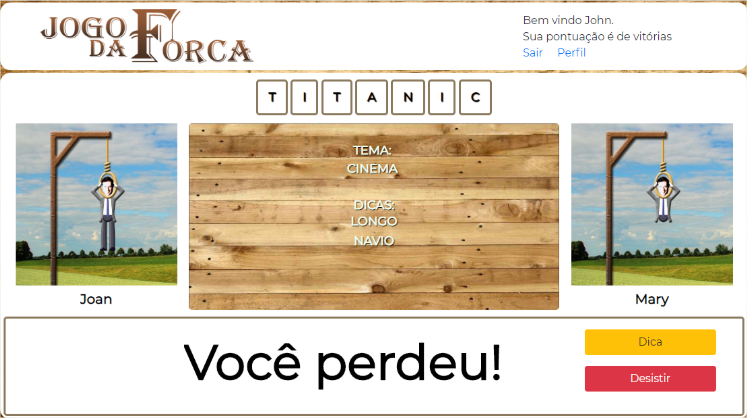 JOGO
DA FORCA
Bem vindo John.
Sua pontuação é de vitórias
Sair Perfil
T I T A N I C
TEMA:
CINEMA
DICAS:
LONGO
NAVIO
Joan
Mary
Você perdeu!
Dica
Desistir